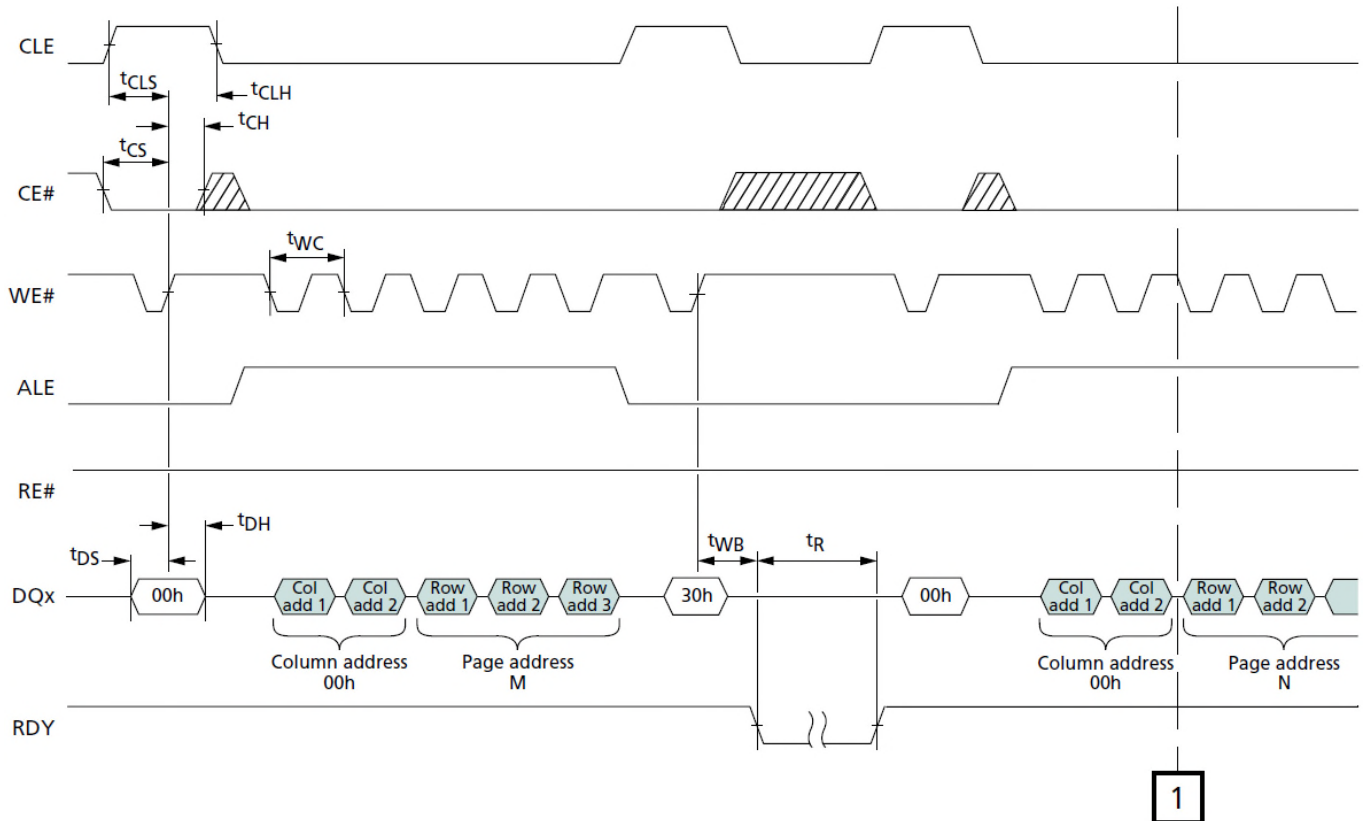 CLE
tCLS
tCLH
tCH
tCS
CE#
tWC
WE#
ALE
RE#
tDH
tDS
tWB
tR
DQx
00h
Col add 1
Col add 2
Row add 1
Row add 2
Row add 3
30h
00h
Col add 1
Col add 2
Row add 1
Row add 2
Column address
00h
Page address
M
Column address
00h
Page address
N
RDY
1